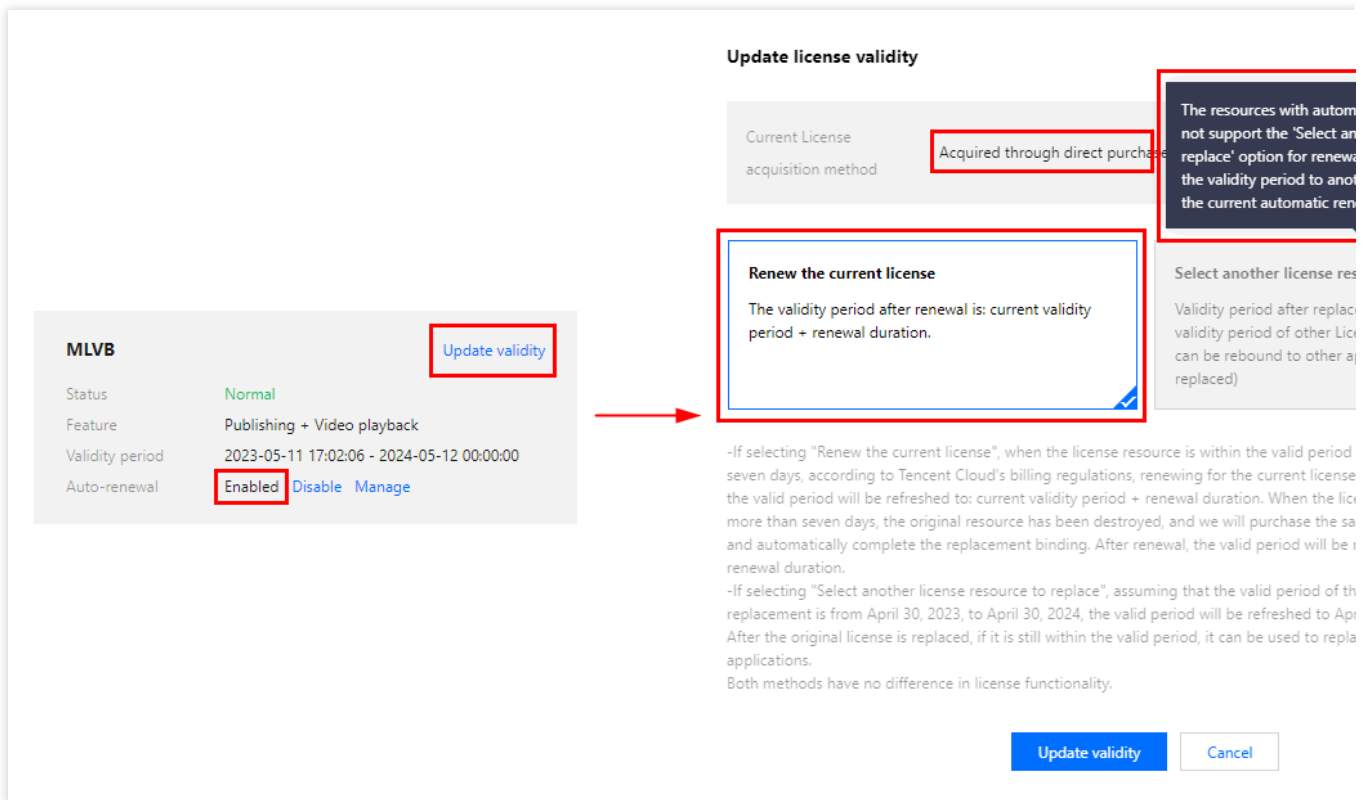 MLVB
Update validity
Status
Normal
Feature
Publishing + Video playback
Validity period
2023-05-11 17:02:06 - 2024-05-12 00:00:00
Auto-renewal
Enabled Disable Manage
Update license validity
Current License
acquisition method
Acquired through direct purchase
The resources with autom
not support the 'Select an
replace' option for renewa
the validity period to anot
the current automatic ren
Renew the current license
The validity period after renewal is: current validity
period + renewal duration.
Select another license res
Validity period after replac
validity period of other Lice
can be rebound to other a
replaced)
-If selecting "Renew the current license", when the license resource is within the valid period
seven days, according to Tencent Cloud's billing regulations, renewing for the current license
the valid period will be refreshed to: current validity period + renewal duration. When the lice
more than seven days, the original resource has been destroyed, and we will purchase the sa
and automatically complete the replacement binding. After renewal, the valid period will be
renewal duration.
-If selecting "Select another license resource to replace", assuming that the valid period of th
replacement is from April 30, 2023, to April 30, 2024, the valid period will be refreshed to Apr
After the original license is replaced, if it is still within the valid period, it can be used to repla
applications.
Both methods have no difference in license functionality.
Update validity
Cancel